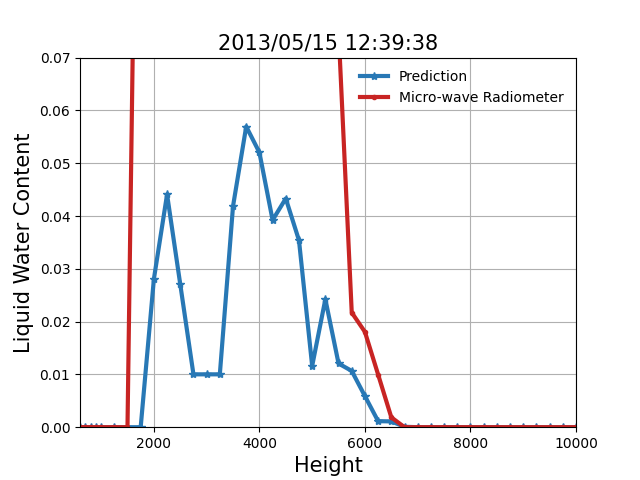 2013/05/15 12:39:38
0.07
0.06
0.05
0.04
0.03
0.02
0.01
0.00
Liquid Water Content
Prediction
Micro-wave Radiometer
2000 4000 6000 8000 10000
Height